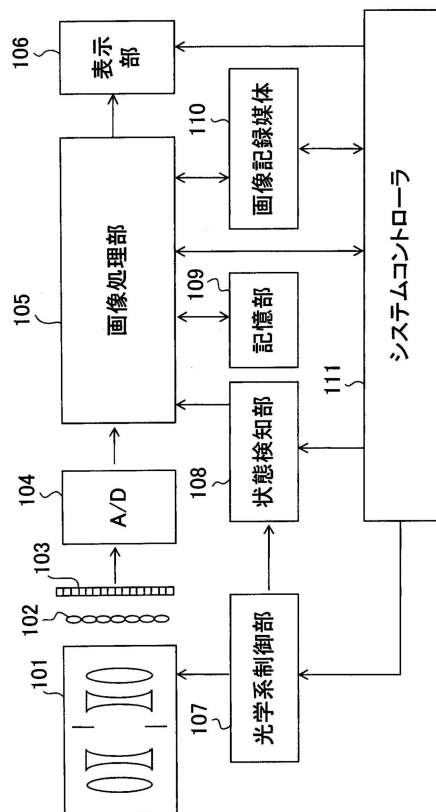 101
102
103
104
A/D
105
画像処理部
106
表示部
107
光学系制御部
108
状態検知部
109
記憶部
110
画像記録媒体
111
システムコントローラ